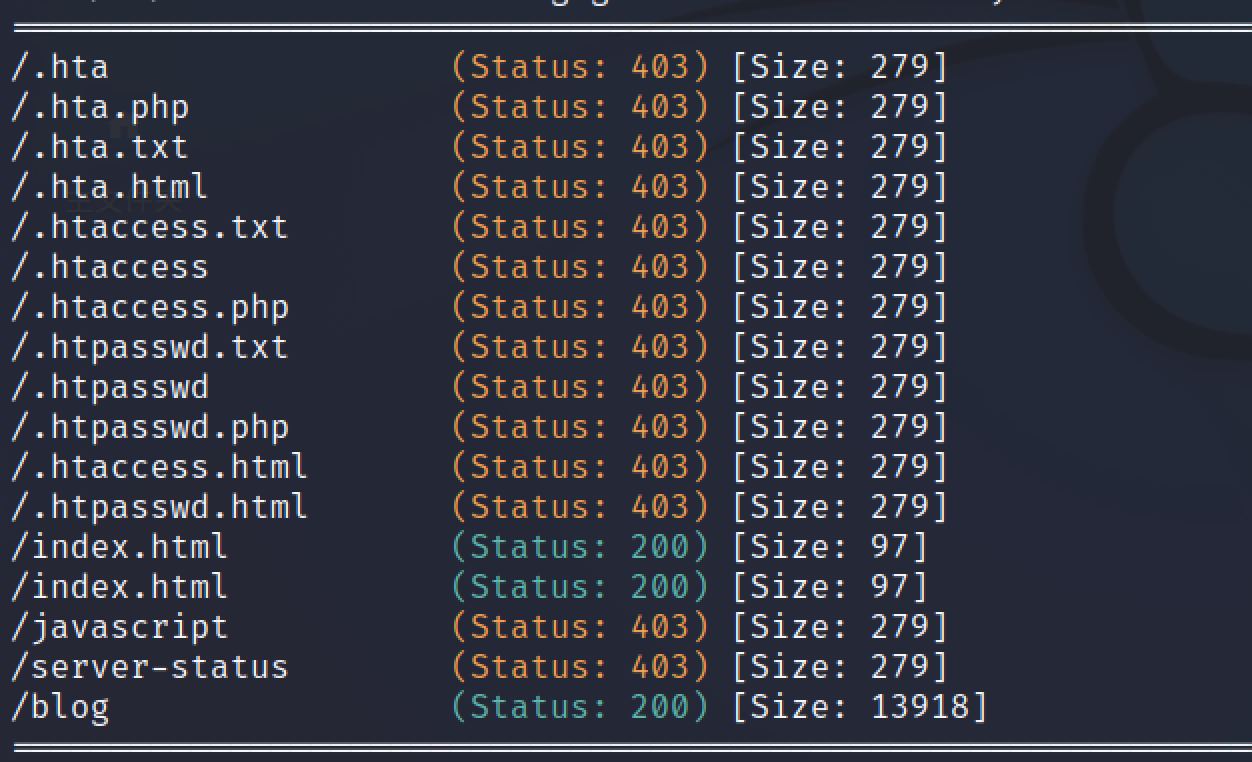 /.hta (Status: 403) [Size: 279]
/.hta.php (Status: 403) [Size: 279]
/.hta.txt (Status: 403) [Size: 279]
/.hta.html (Status: 403) [Size: 279]
/.htaccess.txt (Status: 403) [Size: 279]
/.htaccess (Status: 403) [Size: 279]
/.htaccess.php (Status: 403) [Size: 279]
/.htpasswd.txt (Status: 403) [Size: 279]
/.htpasswd (Status: 403) [Size: 279]
/.htpasswd.php (Status: 403) [Size: 279]
/.htaccess.html (Status: 403) [Size: 279]
/.htpasswd.html (Status: 403) [Size: 279]
/index.html (Status: 200) [Size: 97]
/index.html (Status: 200) [Size: 97]
/javascript (Status: 403) [Size: 279]
/server-status (Status: 403) [Size: 279]
/blog (Status: 200) [Size: 13918]